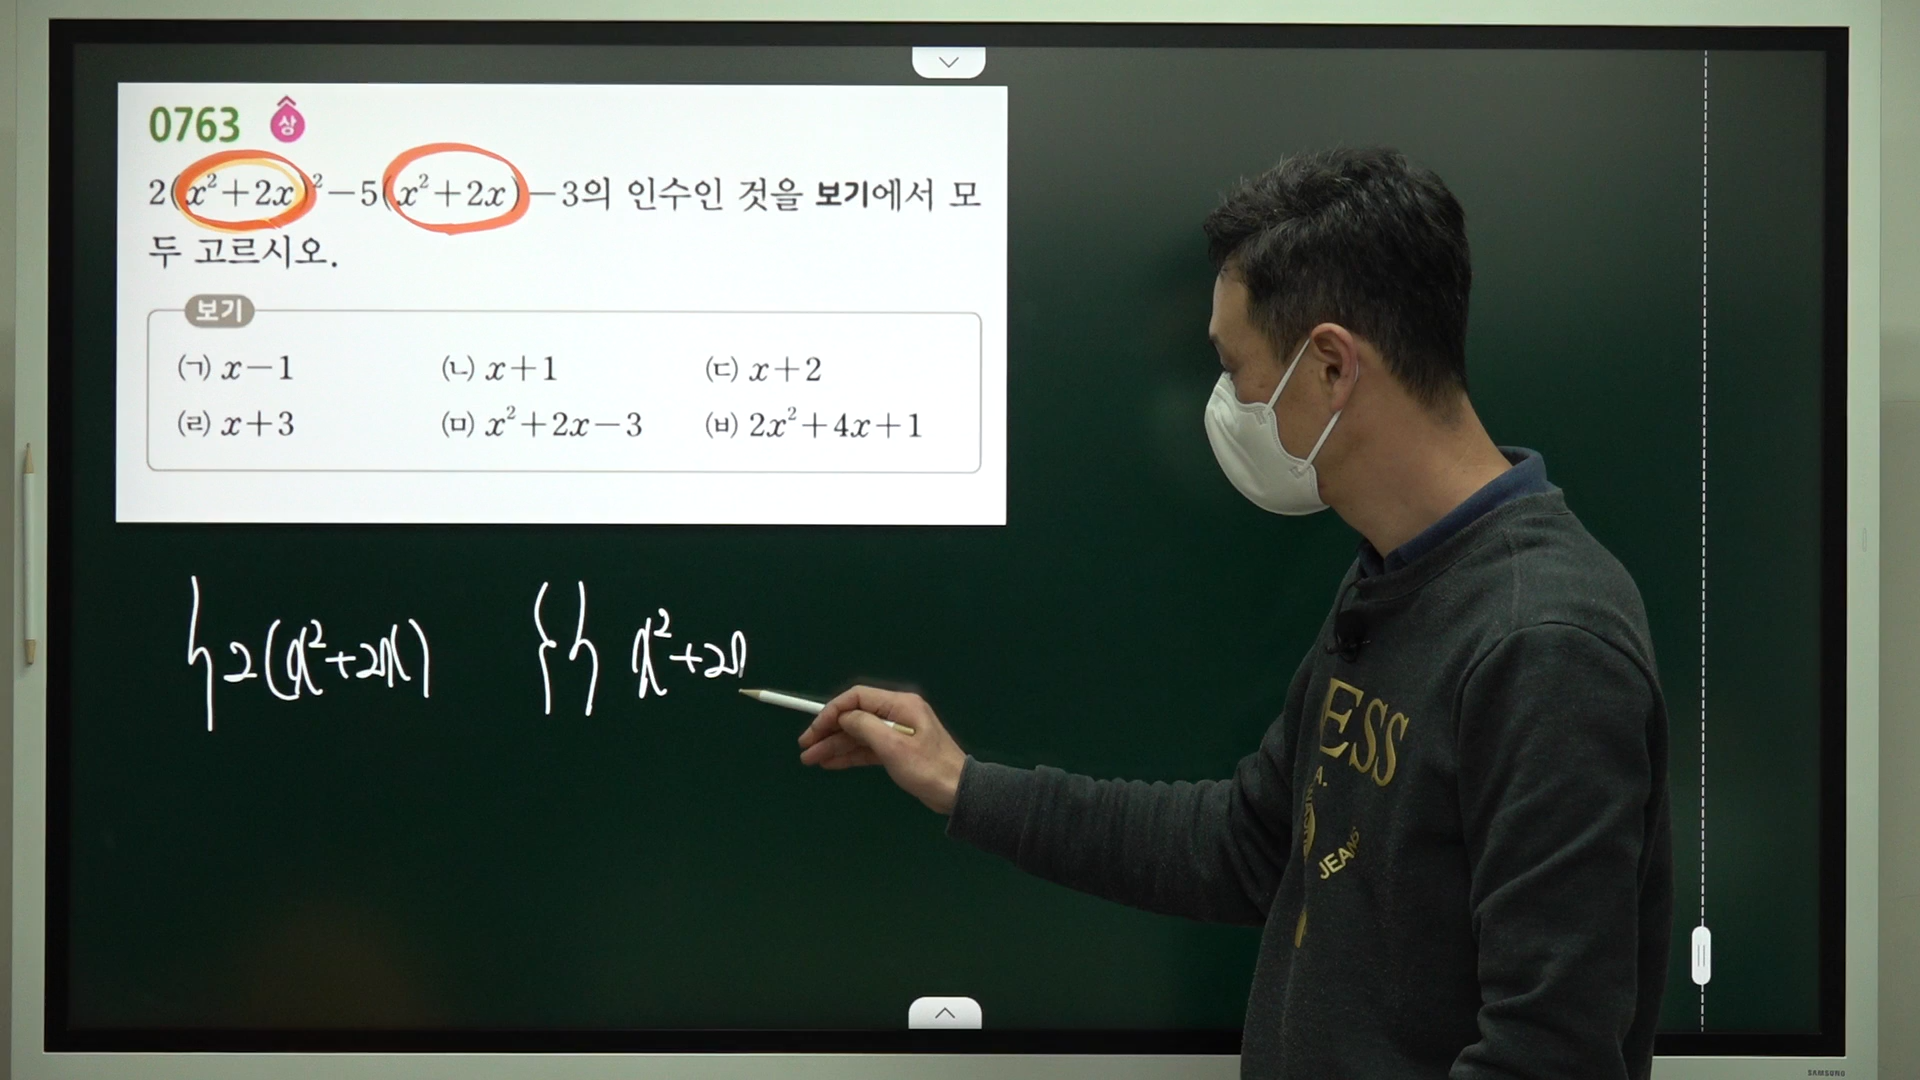 0763 상
2(x²+2x)²-5(x²+2x)-3의 인수인 것을 보기에서 모
두 고르시오.
보기
(ㄱ) x-1 (ㄴ) x+1 (ㄷ) x+2
(ㄹ) x+3 (ㅁ) x²+2x-3 (ㅂ) 2x²+4x+1
{2(x²+2x) }{ x²+2
ESS
.A.
JEANS
SAMSUNG